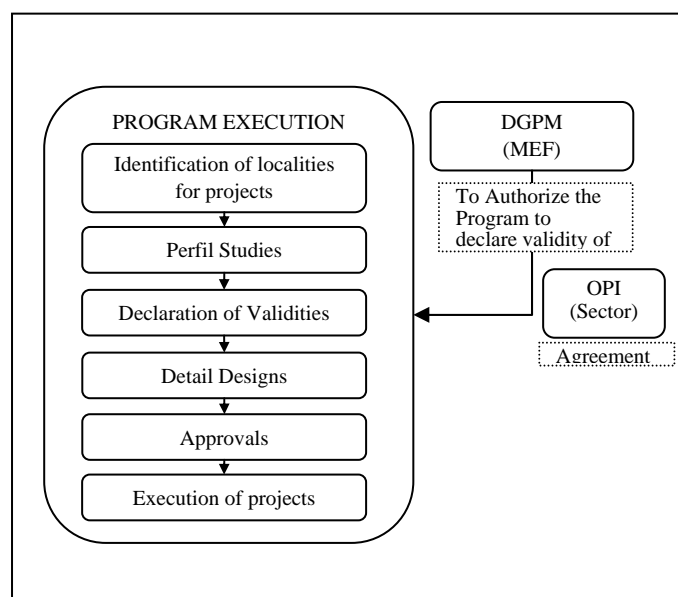 PROGRAM EXECUTION
Identification of localities
for projects
Perfil Studies
Declaration of Validities
Detail Designs
Approvals
Execution of projects
DGPM
(MEF)
To Authorize the
Program to
declare validity of
OPI
(Sector)
Agreement